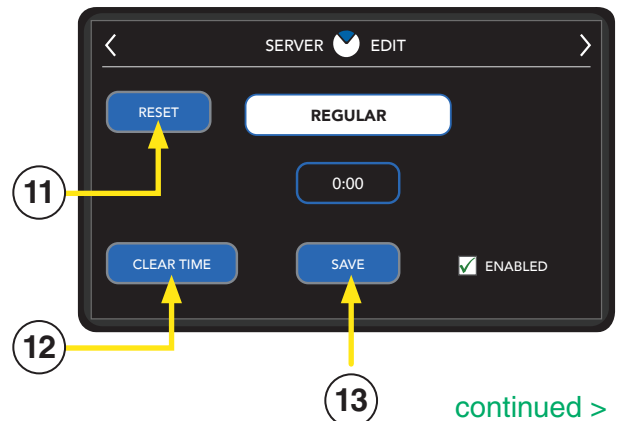 < SERVER EDIT >
RESET
REGULAR
11
0:00
CLEAR TIME
SAVE
ENABLED
12
13
continued >